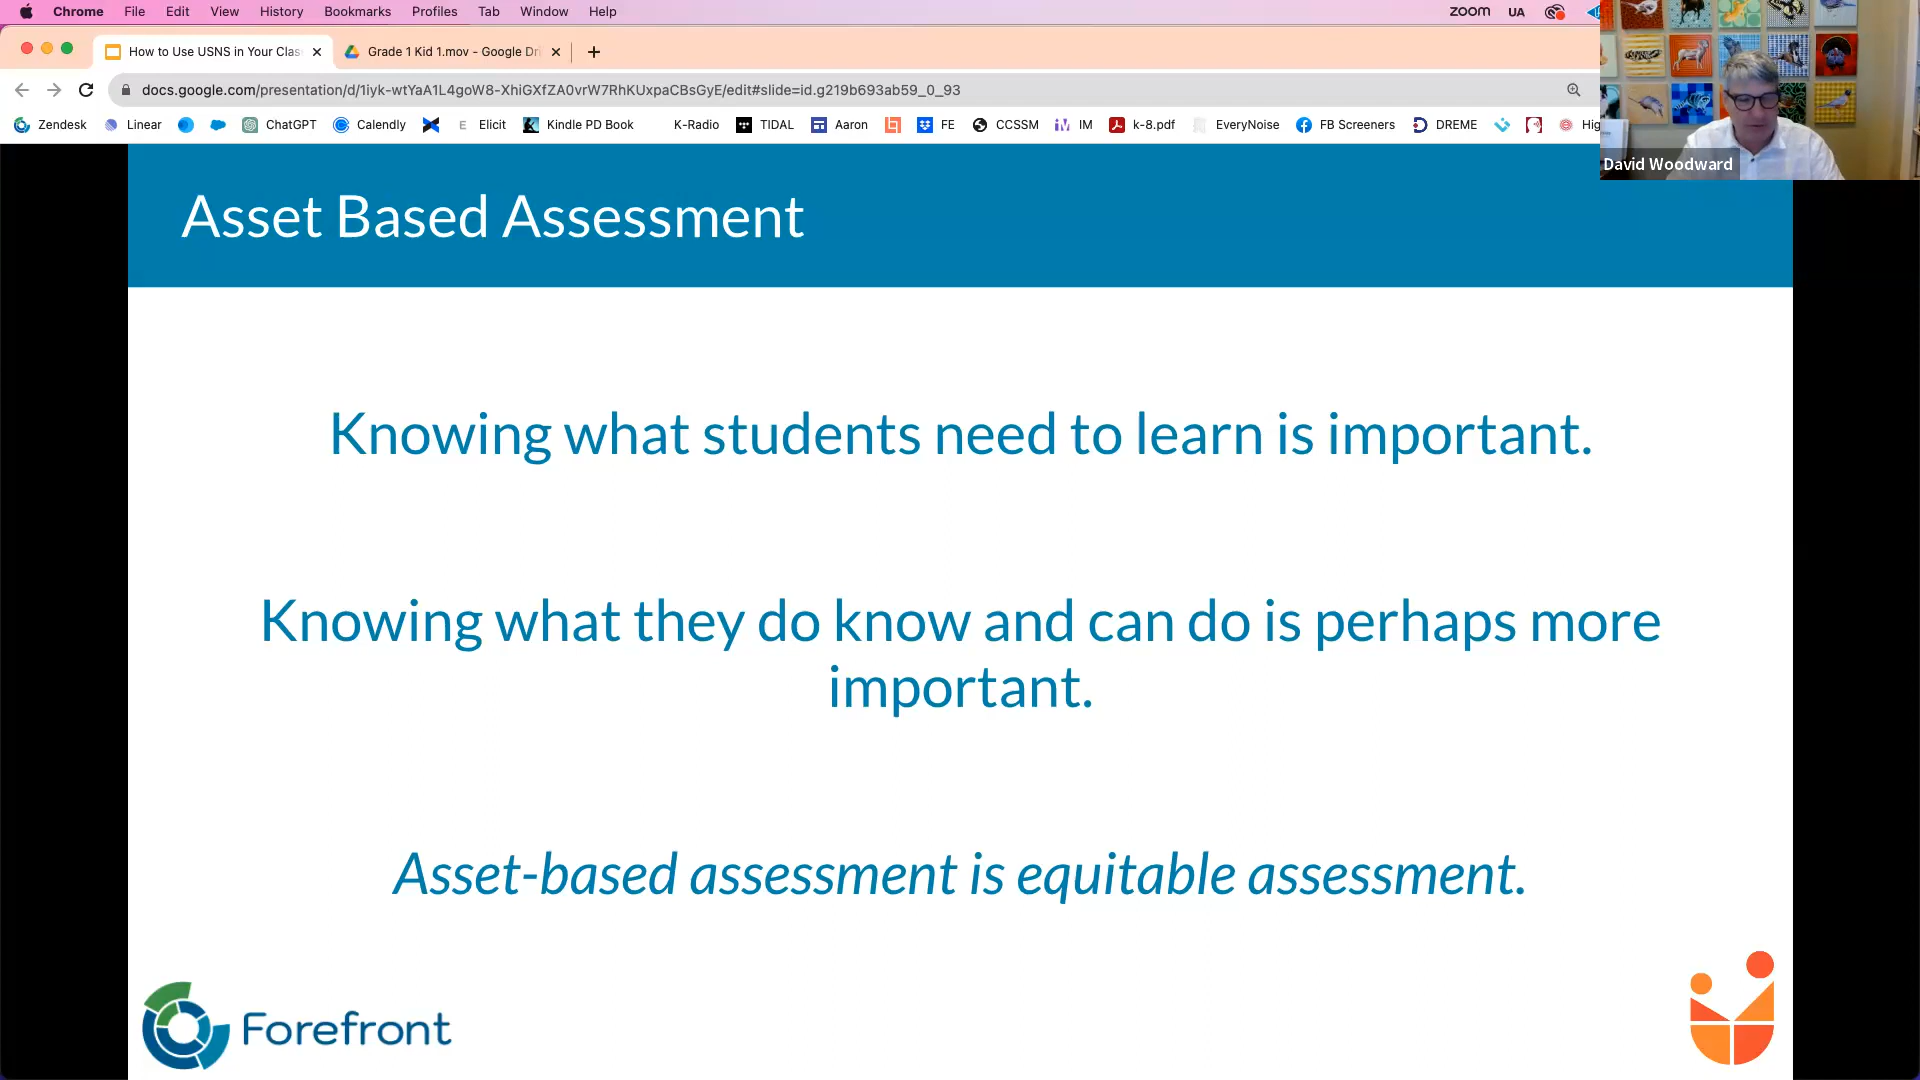 Chrome File Edit View History Bookmarks Profiles Tab Window Help zoom UA
How to Use USNS in Your Clas Grade 1 Kid 1.mov - Google Dri
docs.google.com/presentation/d/1iyk-wtYaA1L4goW8-XhiGXfZA0vrW7RhKUxpaCBsGyE/edit#slide=id.g219b693ab59_0_93
Zendesk Linear ChatGPT Calendly E Elicit Kindle PD Book K-Radio TIDAL Aaron FE CCSSM IM k-8.pdf EveryNoise FB Screeners DREME Hig
David Woodward
Asset Based Assessment
Knowing what students need to learn is important.
Knowing what they do know and can do is perhaps more
important.
Asset-based assessment is equitable assessment.
Forefront